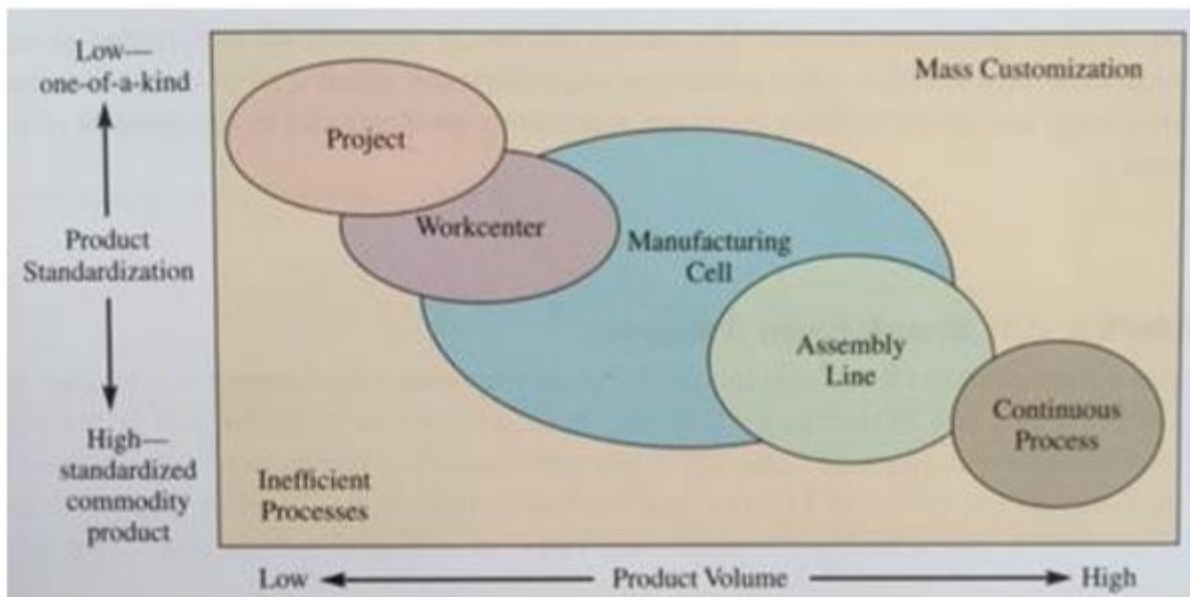 Low—
one-of-a-kind
Product
Standardization
High—
standardized
commodity
product
Mass Customization
Project
Workcenter
Manufacturing
Cell
Assembly
Line
Continuous
Process
Inefficient
Processes
Low
Product Volume
High